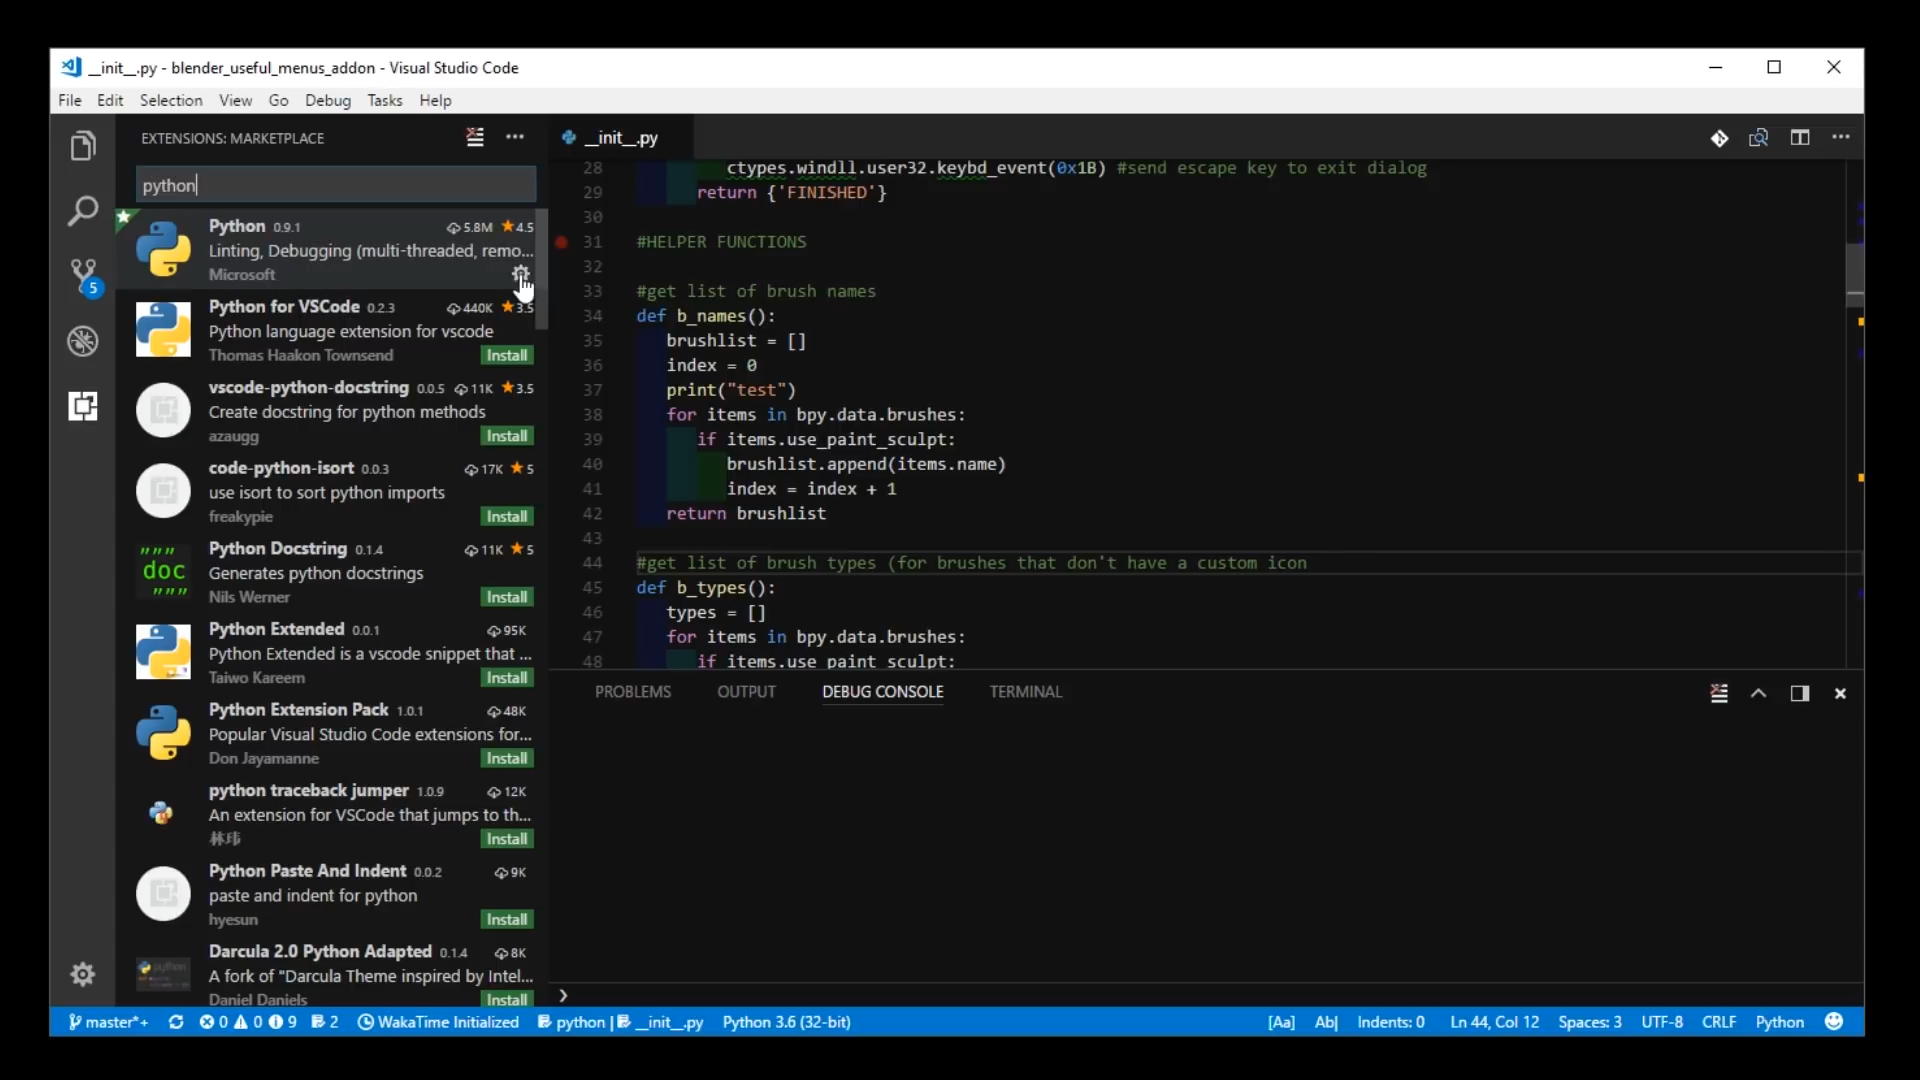 __init__.py - blender_useful_menus_addon - Visual Studio Code
File Edit Selection View Go Debug Tasks Help
EXTENSIONS: MARKETPLACE
python
Python 0.9.1 5.8M 4.5
Linting, Debugging (multi-threaded, remo...
Microsoft
Python for VSCode 0.2.3 440K 3.5
Python language extension for vscode
Thomas Haakon Townsend Install
vscode-python-docstring 0.0.5 11K 3.5
Create docstring for python methods
azaugg Install
code-python-isort 0.0.3 17K 5
use isort to sort python imports
freakypie Install
""" doc """
Python Docstring 0.1.4 11K 5
Generates python docstrings
Nils Werner Install
Python Extended 0.0.1 95K
Python Extended is a vscode snippet that ...
Taiwo Kareem Install
Python Extension Pack 1.0.1 48K
Popular Visual Studio Code extensions for...
Don Jayamanne Install
python traceback jumper 1.0.9 12K
An extension for VSCode that jumps to th...
林玮 Install
Python Paste And Indent 0.0.2 9K
paste and indent for python
hyesun Install
Darcula 2.0 Python Adapted 0.1.4 8K
A fork of "Darcula Theme inspired by Intel...
Daniel Daniels Install
__init__.py
28 ctypes.windll.user32.keybd_event(0x1B) #send escape key to exit dialog
29 return {'FINISHED'}
30
31 #HELPER FUNCTIONS
32
33 #get list of brush names
34 def b_names():
35 brushlist = []
36 index = 0
37 print("test")
38 for items in bpy.data.brushes:
39 if items.use_paint_sculpt:
40 brushlist.append(items.name)
41 index = index + 1
42 return brushlist
43
44 #get list of brush types (for brushes that don't have a custom icon
45 def b_types():
46 types = []
47 for items in bpy.data.brushes:
48 if items.use_paint_sculpt:
PROBLEMS OUTPUT DEBUG CONSOLE TERMINAL
master*+ 0 0 9 2 WakaTime Initialized python | __init__.py Python 3.6 (32-bit) [Aa] Ab| Indents: 0 Ln 44, Col 12 Spaces: 3 UTF-8 CRLF Python
5